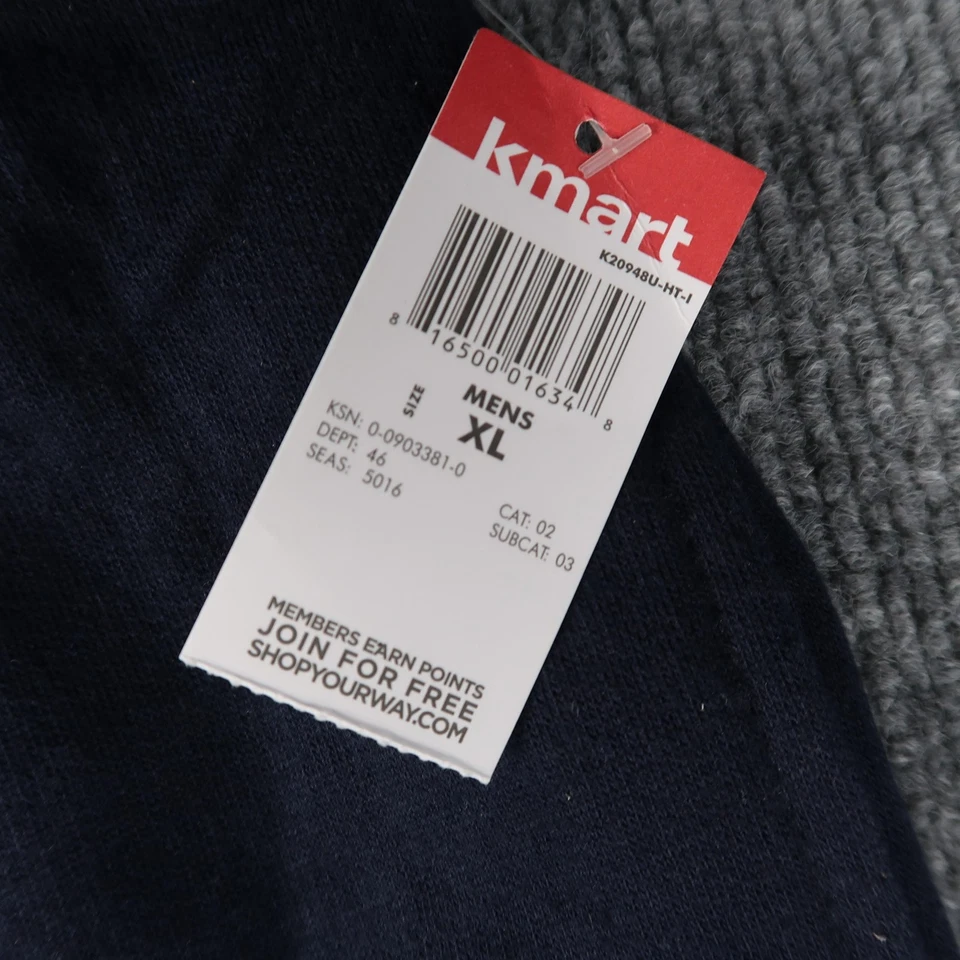 kmart
K20948U-HT-I
8 16500 01634 8
SIZE
MENS
XL
KSN: 0-0903381-0
DEPT: 46
SEAS: 5016
CAT: 02
SUBCAT: 03
MEMBERS EARN POINTS
JOIN FOR FREE
SHOPYOURWAY.COM